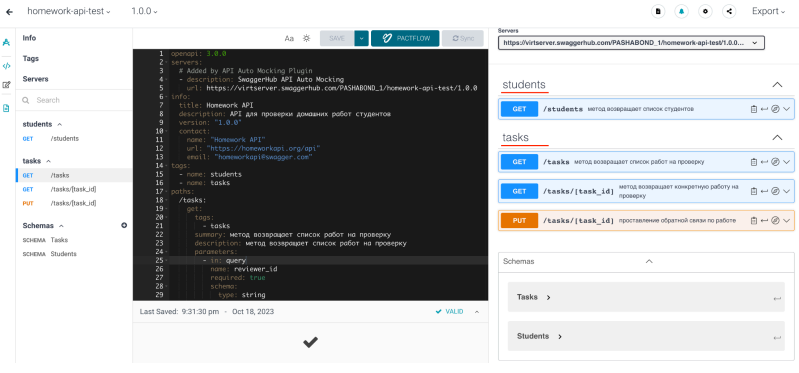 homework-api-test
1.0.0
Export
Info
Tags
Servers
Search
students
GET /students
tasks
GET /tasks
GET /tasks/{task_id}
PUT /tasks/{task_id}
Schemas
SCHEMA Tasks
SCHEMA Students
Aa
SAVE
PACTFLOW
Sync
1 openapi: 3.0.0
2 servers:
3 # Added by API Auto Mocking Plugin
4 - description: SwaggerHub API Auto Mocking
5 url: https://virtserver.swaggerhub.com/PASHABOND_1/homework-api-test/1.0.0
6 info:
7 title: Homework API
8 description: API для проверки домашних работ студентов
9 version: "1.0.0"
10 contact:
11 name: "Homework API"
12 url: "https://homeworkapi.org/api"
13 email: "homeworkapi@swagger.com"
14 tags:
15 - name: students
16 - name: tasks
17 paths:
18 /tasks:
19 get:
20 tags:
21 - tasks
22 summary: метод возвращает список работ на проверку
23 description: метод возвращает список работ на проверку
24 parameters:
25 - in: query
26 name: reviewer_id
27 required: true
28 schema:
29 type: string
Last Saved: 9:31:30 pm - Oct 18, 2023
VALID
Servers
https://virtserver.swaggerhub.com/PASHABOND_1/homework-api-test/1.0.0...
students
GET /students метод возвращает список студентов
tasks
GET /tasks метод возвращает список работ на проверку
GET /tasks/{task_id} метод возвращает конкретную работу на
проверку
PUT /tasks/{task_id} проставление обратной связи по работе
Schemas
Tasks
Students